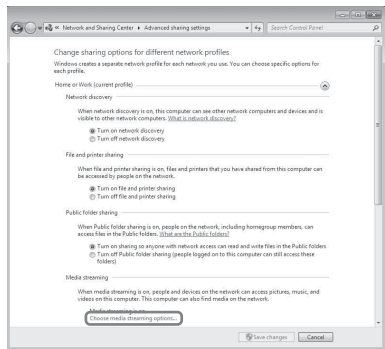 « Network and Sharing Center ▸ Advanced sharing settings
Search Control Panel
Change sharing options for different network profiles
Windows creates a separate network profile for each network you use. You can choose specific options for
each profile.
Home or Work (current profile)
Network discovery
When network discovery is on, this computer can see other network computers and devices and is
visible to other network computers. What is network discovery?
Turn on network discovery
Turn off network discovery
File and printer sharing
When file and printer sharing is on, files and printers that you have shared from this computer can
be accessed by people on the network.
Turn on file and printer sharing
Turn off file and printer sharing
Public folder sharing
When Public folder sharing is on, people on the network, including homegroup members, can
access files in the Public folders. What are the Public folders?
Turn on sharing so anyone with network access can read and write files in the Public folders
Turn off Public folder sharing (people logged on to this computer can still access these
folders)
Media streaming
When media streaming is on, people and devices on the network can access pictures, music, and
videos on this computer. This computer can also find media on the network.
Media streaming is on.
Choose media streaming options...
Save changes
Cancel